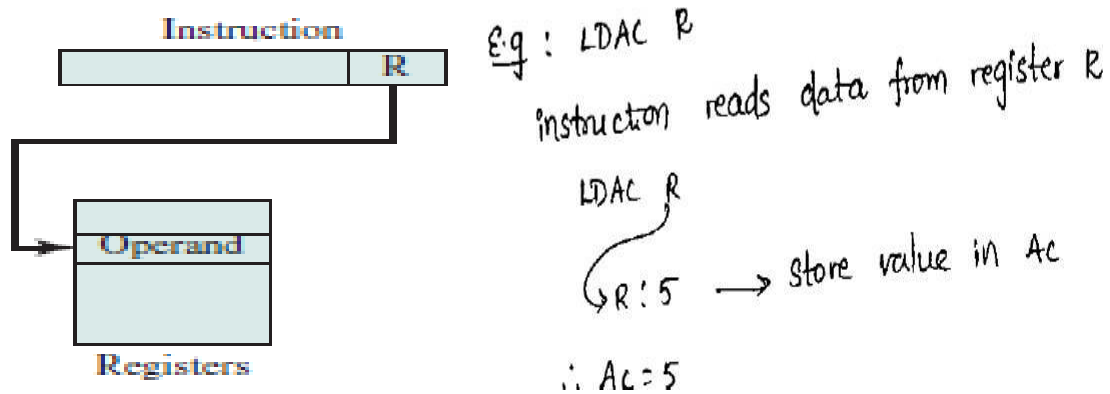 Instruction
R
Operand
Registers
E.g : LDAC R
instruction reads data from register R
LDAC R
R : 5 → store value in Ac
∴ Ac = 5